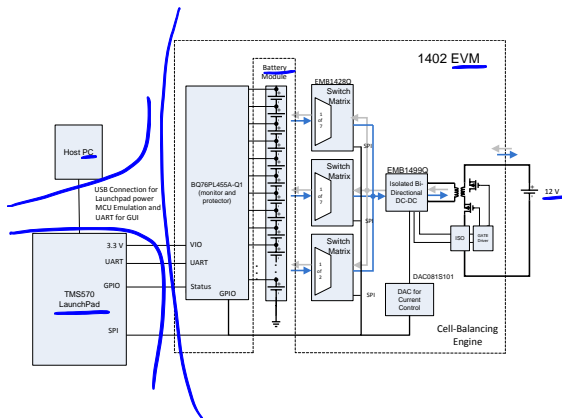 1402 EVM
Battery
Module
EMB1428Q
Switch
Matrix
1
of
7
SPI
Host PC
USB Connection for
Launchpad power
MCU Emulation and
UART for GUI
BQ76PL455A-Q1
(monitor and
protector)
Switch
Matrix
1
of
7
EMB1499Q
Isolated Bi-
Directional
DC-DC
12 V
3.3 V
VIO
UART
UART
TMS570
LaunchPad
GPIO
Status
GPIO
SPI
Switch
Matrix
1
of
2
SPI
ISO
GATE
Driver
DAC081S101
DAC for
Current
Control
Cell-Balancing
Engine